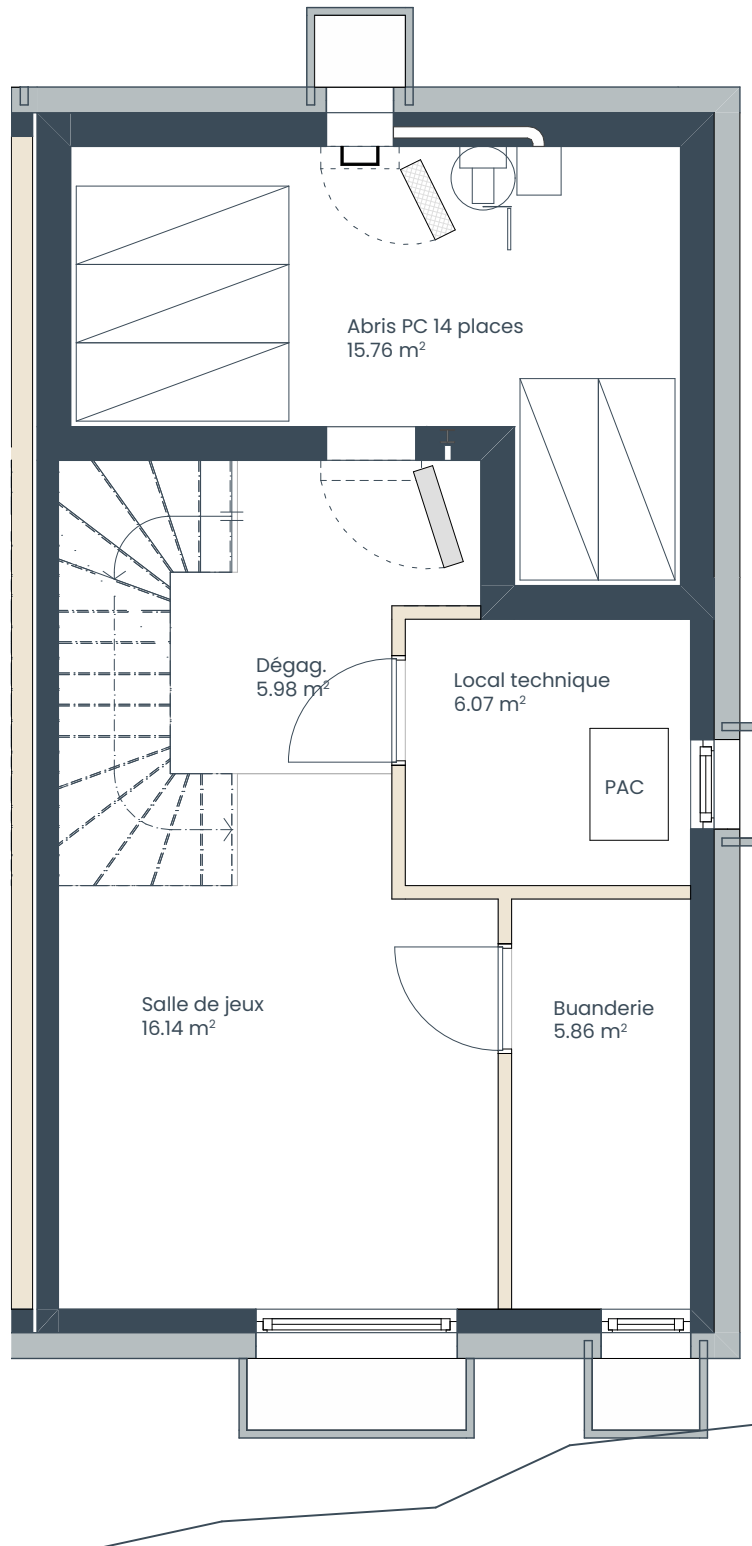 Abris PC 14 places
15.76 m²
Dégag.
5.98 m²
Local technique
6.07 m²
PAC
Salle de jeux
16.14 m²
Buanderie
5.86 m²